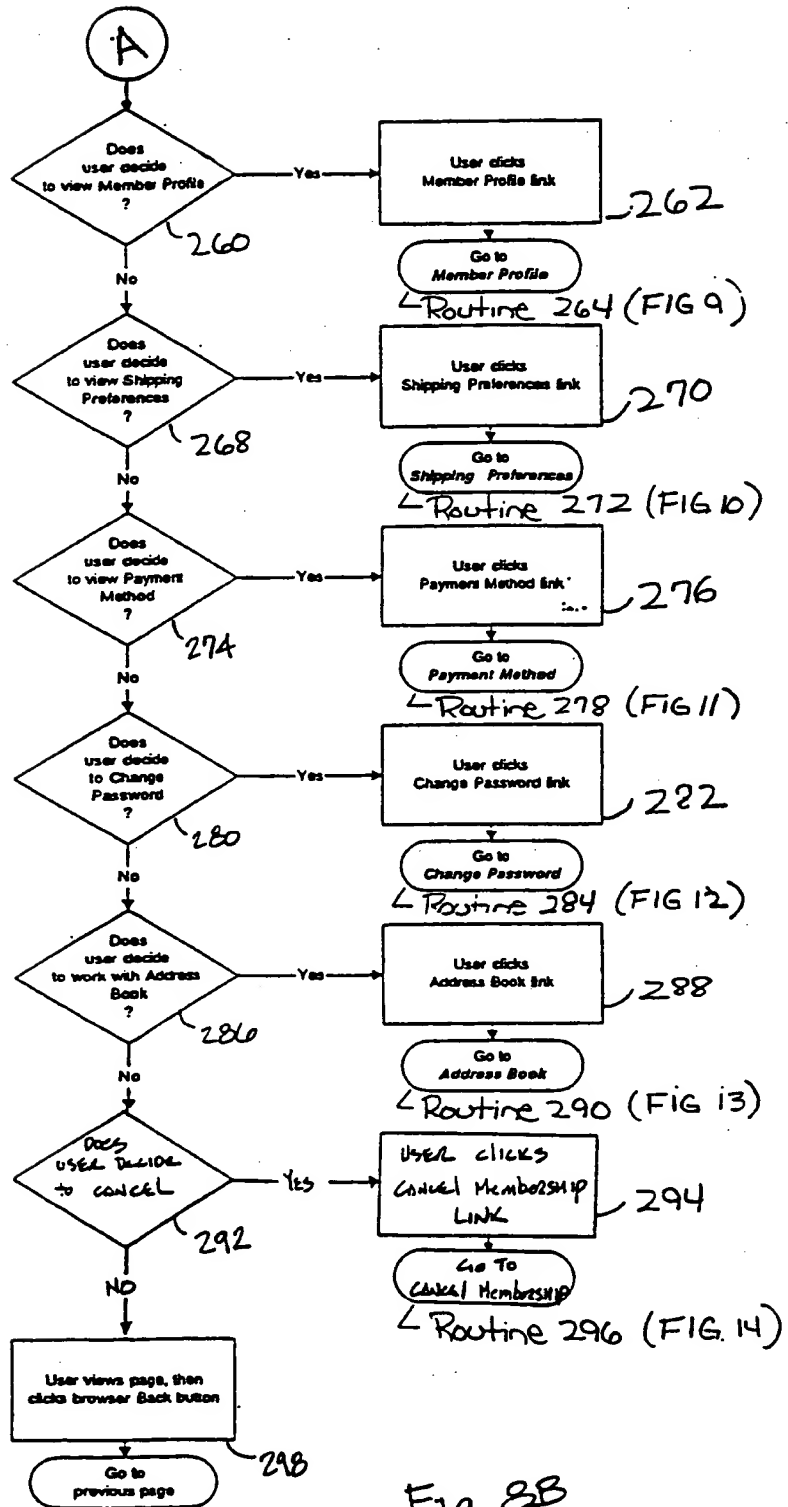 A
Does
user decide
to view Member Profile
?
260
Yes
User clicks
Member Profile link
262
Go to
Member Profile
Routine 264 (FIG 9)
No
Does
user decide
to view Shipping
Preferences
?
268
Yes
User clicks
Shipping Preferences link
270
Go to
Shipping Preferences
Routine 272 (FIG 10)
No
Does
user decide
to view Payment
Method
?
274
Yes
User clicks
Payment Method link
276
Go to
Payment Method
Routine 278 (FIG 11)
No
Does
user decide
to Change
Password
?
280
Yes
User clicks
Change Password link
282
Go to
Change Password
Routine 284 (FIG 12)
No
Does
user decide
to work with Address
Book
?
286
Yes
User clicks
Address Book link
288
Go to
Address Book
Routine 290 (FIG 13)
No
DOES
USER DECIDE
to CANCEL
292
YES
USER CLICKS
CANCEL MEMBERSHIP
LINK
294
GO TO
CANCEL MEMBERSHIP
Routine 296 (FIG. 14)
NO
User views page, then
clicks browser Back button
298
Go to
previous page
Fig. 8B